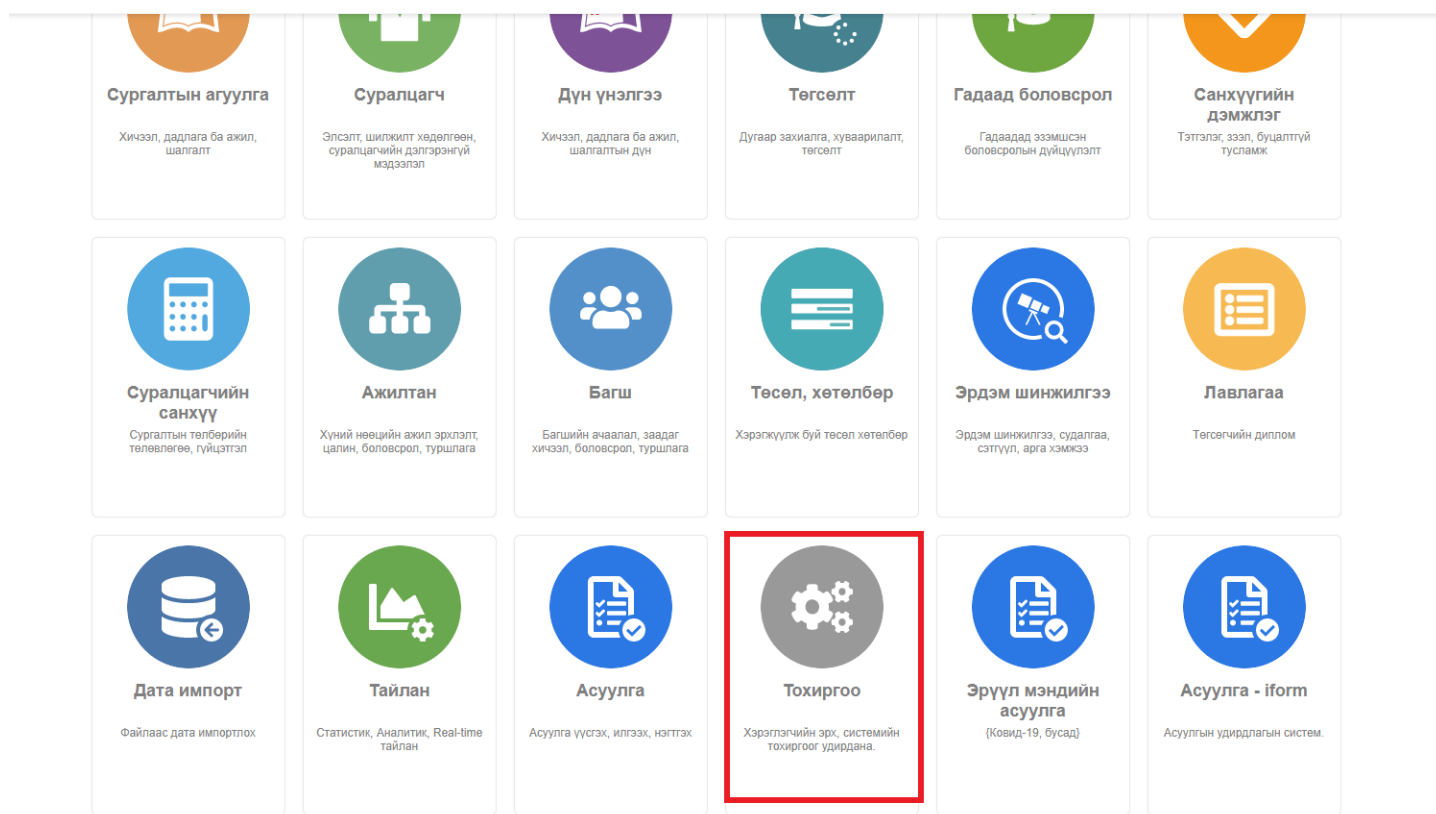 Сургалтын агуулга
Хичээл, дадлага ба ажил,
шалгалт
Суралцагч
Элсэлт, шилжилт хөдөлгөөн,
суралцагчийн дэлгэрэнгүй
мэдээлэл
Дүн үнэлгээ
Хичээл, дадлага ба ажил,
шалгалтын дүн
Төгсөлт
Дугаар захиалга, хуваарилалт,
төгсөлт
Гадаад боловсрол
Гадаадад эзэмшсэн
боловсролын дүйцүүлэлт
Санхүүгийн
дэмжлэг
Тэтгэлэг, зээл, буцалтгүй
тусламж
Суралцагчийн
санхүү
Сургалтын төлбөрийн
төлөвлөгөө, гүйцэтгэл
Ажилтан
Хүний нөөцийн ажил эрхлэлт,
цалин, боловсрол, туршлага
Багш
Багшийн ачаалал, заадаг
хичээл, боловсрол, туршлага
Төсөл, хөтөлбөр
Хэрэгжүүлж буй төсөл хөтөлбөр
Эрдэм шинжилгээ
Эрдэм шинжилгээ, судалгаа,
сэтгүүл, арга хэмжээ
Лавлагаа
Төгсөгчийн диплом
Дата импорт
Файлаас дата импортлох
Тайлан
Статистик, Аналитик, Real-time
тайлан
Асуулга
Асуулга үүсгэх, илгээх, нэгтгэх
Тохиргоо
Хэрэглэгчийн эрх, системийн
тохиргоог удирдана.
Эрүүл мэндийн
асуулга
{Ковид-19, бусад}
Асуулга - iform
Асуулгын удирдлагын систем.